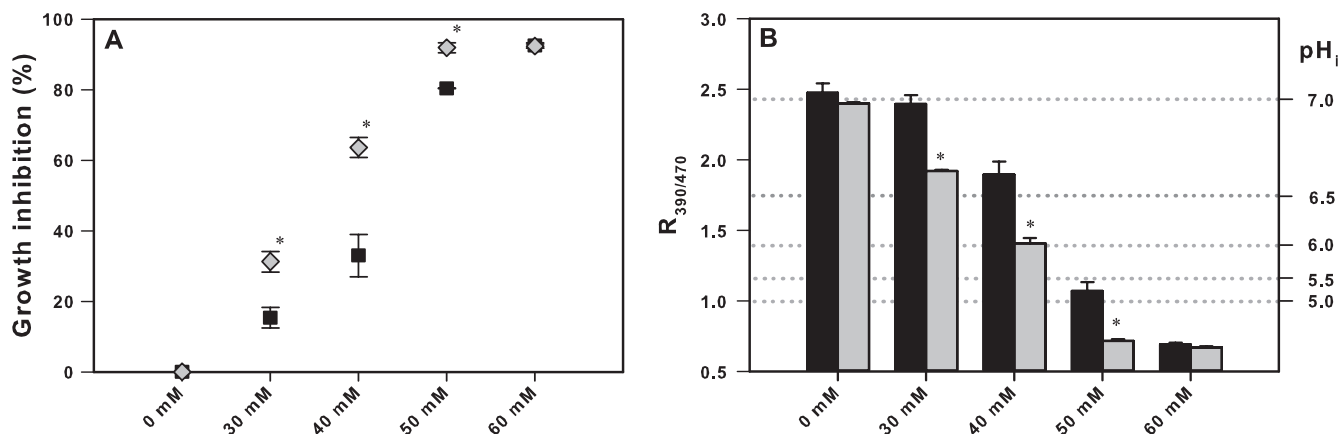 A
Growth inhibition (%)
100
80
60
40
20
0
*
*
*
0 mM
30 mM
40 mM
50 mM
60 mM
B
R390/470
3.0
2.5
2.0
1.5
1.0
0.5
*
*
*
pHi
7.0
6.5
6.0
5.5
5.0
0 mM
30 mM
40 mM
50 mM
60 mM